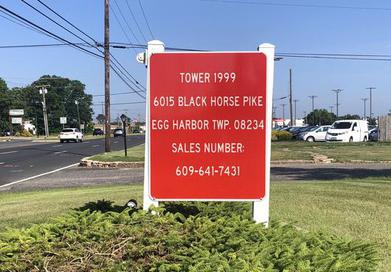 TOWER 1999
6015 BLACK HORSE PIKE
EGG HARBOR TWP. 08234
SALES NUMBER:
609-641-7431